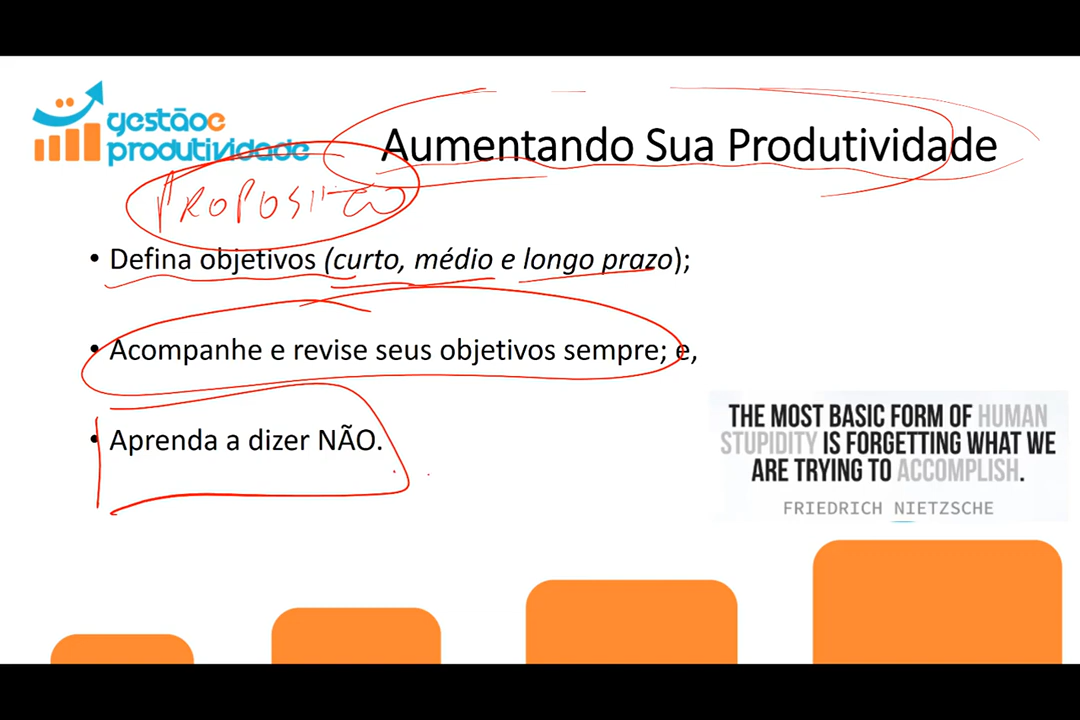 gestãoe
produtividade
Aumentando Sua Produtividade
PROPOSITO
• Defina objetivos (curto, médio e longo prazo);
• Acompanhe e revise seus objetivos sempre; e,
• Aprenda a dizer NÃO.
THE MOST BASIC FORM OF HUMAN
STUPIDITY IS FORGETTING WHAT WE
ARE TRYING TO ACCOMPLISH.
FRIEDRICH NIETZSCHE